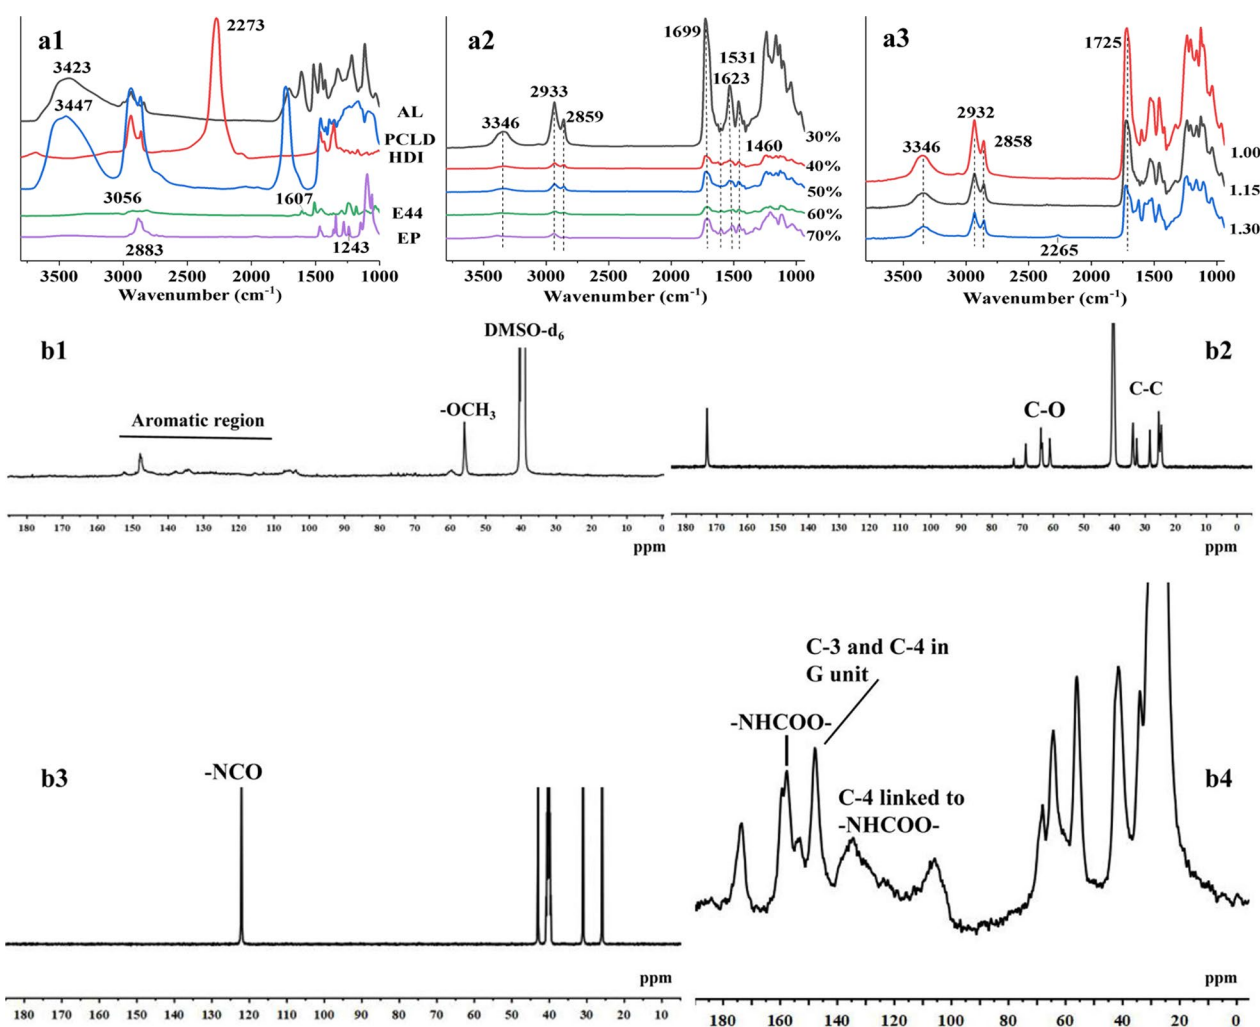 a1
2273
3423
3447
AL
PCLD
HDI
3056
1607
E44
EP
2883
1243
3500 3000 2500 2000 1500 1000
Wavenumber (cm⁻¹)
a2
1699
1531
1623
2933
2859
3346
30%
1460
40%
50%
60%
70%
3500 3000 2500 2000 1500 1000
Wavenumber (cm⁻¹)
a3
1725
2932
2858
3346
1.00
1.15
1.30
2265
3500 3000 2500 2000 1500 1000
Wavenumber (cm⁻¹)
b1
DMSO-d₆
Aromatic region
-OCH₃
180 170 160 150 140 130 120 110 100 90 80 70 60 50 40 30 20 10 0
ppm
b2
C-C
C-O
180 170 160 150 140 130 120 110 100 90 80 70 60 50 40 30 20 10 0
ppm
b3
-NCO
ppm
180 170 160 150 140 130 120 110 100 90 80 70 60 50 40 30 20 10
C-3 and C-4 in
G unit
-NHCOO-
b4
C-4 linked to
-NHCOO-
ppm
180 160 140 120 100 80 60 40 20 0